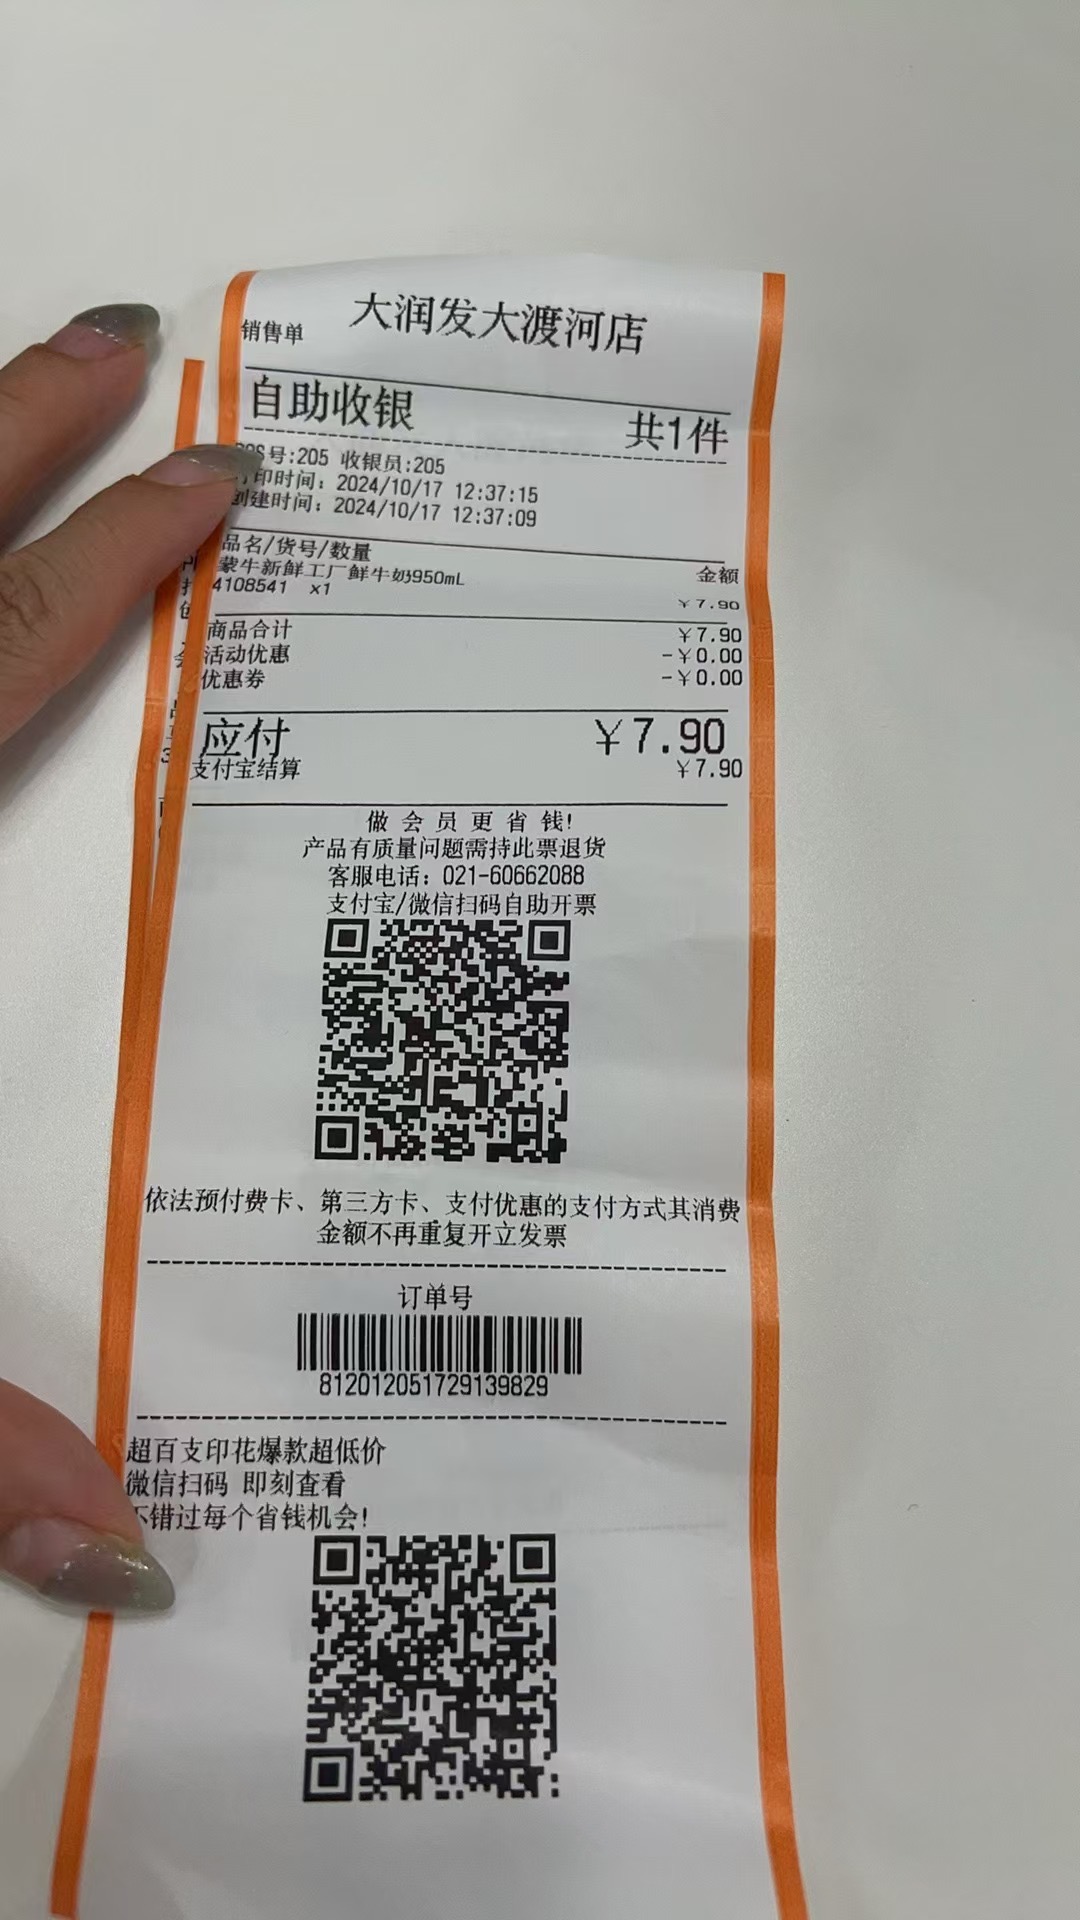 大润发大渡河店
销售单
自助收银 共1件
号:205 收银员:205
印时间: 2024/10/17 12:37:15
创建时间: 2024/10/17 12:37:09
品名/货号/数量 金额
蒙牛新鲜工厂鲜牛奶950mL
4108541 x1 ¥7.90
商品合计 ¥7.90
活动优惠 -¥0.00
优惠券 -¥0.00
应付 ¥7.90
支付宝结算 ¥7.90
做会员更省钱!
产品有质量问题需持此票退货
客服电话: 021-60662088
支付宝/微信扫码自助开票
依法预付费卡、第三方卡、支付优惠的支付方式其消费
金额不再重复开立发票
订单号
812012051729139829
超百支印花爆款超低价
微信扫码 即刻查看
不错过每个省钱机会!